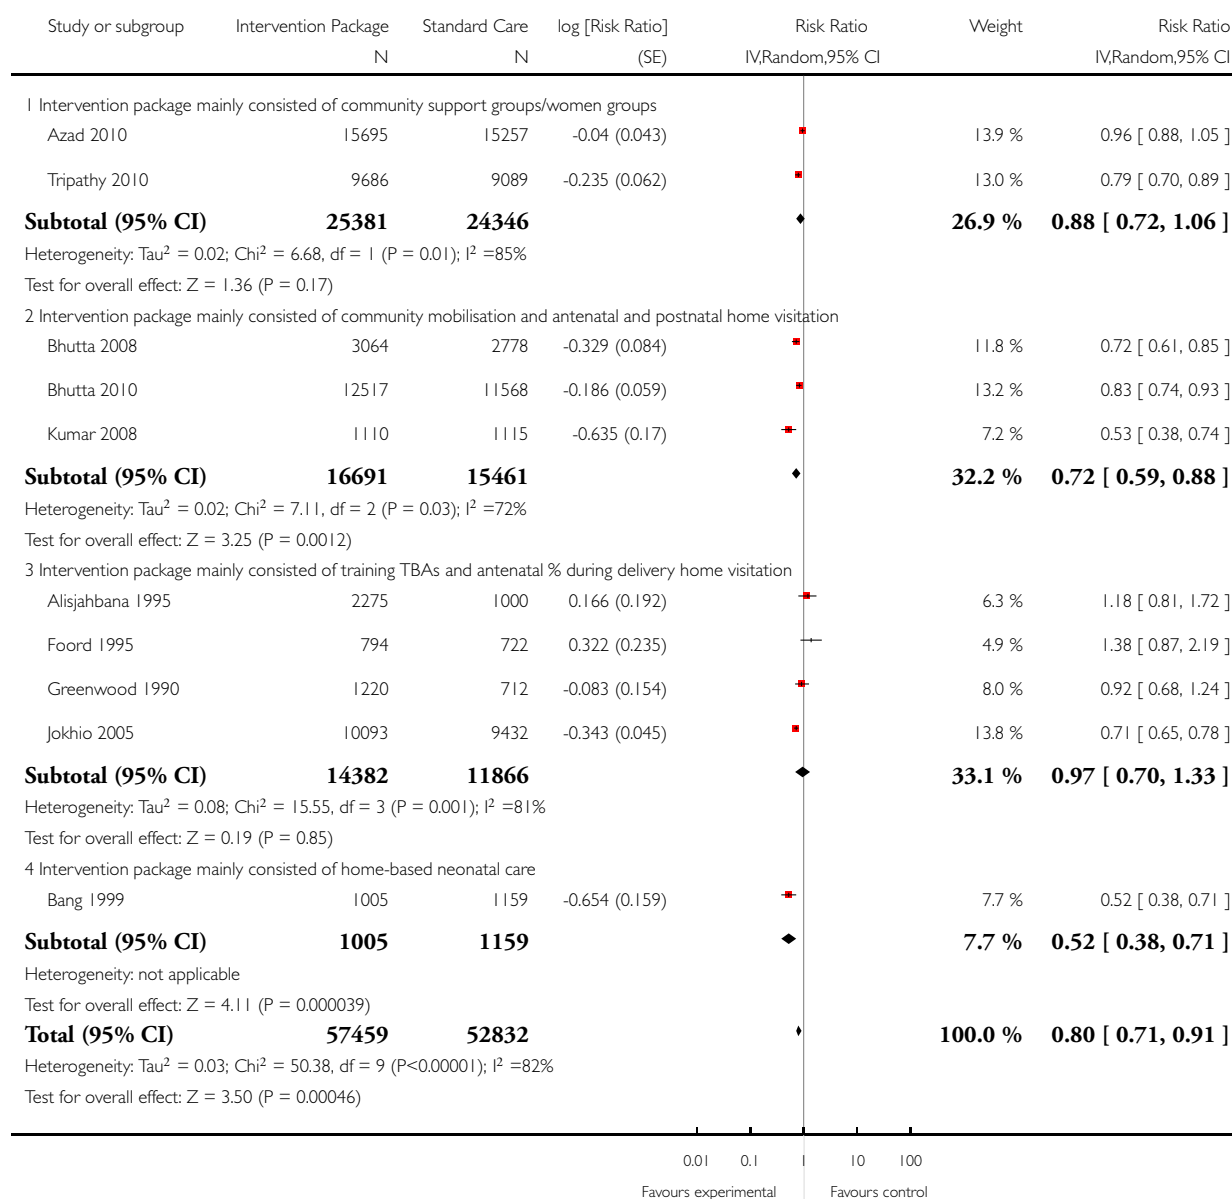 Study or subgroup Intervention Package Standard Care log [Risk Ratio] Risk Ratio Weight Risk Ratio
N N (SE) IV,Random,95% CI IV,Random,95% CI
1 Intervention package mainly consisted of community support groups/women groups
Azad 2010 15695 15257 -0.04 (0.043) 13.9 % 0.96 [ 0.88, 1.05 ]
Tripathy 2010 9686 9089 -0.235 (0.062) 13.0 % 0.79 [ 0.70, 0.89 ]
Subtotal (95% CI) 25381 24346 26.9 % 0.88 [ 0.72, 1.06 ]
Heterogeneity: Tau² = 0.02; Chi² = 6.68, df = 1 (P = 0.01); I² =85%
Test for overall effect: Z = 1.36 (P = 0.17)
2 Intervention package mainly consisted of community mobilisation and antenatal and postnatal home visitation
Bhutta 2008 3064 2778 -0.329 (0.084) 11.8 % 0.72 [ 0.61, 0.85 ]
Bhutta 2010 12517 11568 -0.186 (0.059) 13.2 % 0.83 [ 0.74, 0.93 ]
Kumar 2008 1110 1115 -0.635 (0.17) 7.2 % 0.53 [ 0.38, 0.74 ]
Subtotal (95% CI) 16691 15461 32.2 % 0.72 [ 0.59, 0.88 ]
Heterogeneity: Tau² = 0.02; Chi² = 7.11, df = 2 (P = 0.03); I² =72%
Test for overall effect: Z = 3.25 (P = 0.0012)
3 Intervention package mainly consisted of training TBAs and antenatal % during delivery home visitation
Alisjahbana 1995 2275 1000 0.166 (0.192) 6.3 % 1.18 [ 0.81, 1.72 ]
Foord 1995 794 722 0.322 (0.235) 4.9 % 1.38 [ 0.87, 2.19 ]
Greenwood 1990 1220 712 -0.083 (0.154) 8.0 % 0.92 [ 0.68, 1.24 ]
Jokhio 2005 10093 9432 -0.343 (0.045) 13.8 % 0.71 [ 0.65, 0.78 ]
Subtotal (95% CI) 14382 11866 33.1 % 0.97 [ 0.70, 1.33 ]
Heterogeneity: Tau² = 0.08; Chi² = 15.55, df = 3 (P = 0.001); I² =81%
Test for overall effect: Z = 0.19 (P = 0.85)
4 Intervention package mainly consisted of home-based neonatal care
Bang 1999 1005 1159 -0.654 (0.159) 7.7 % 0.52 [ 0.38, 0.71 ]
Subtotal (95% CI) 1005 1159 7.7 % 0.52 [ 0.38, 0.71 ]
Heterogeneity: not applicable
Test for overall effect: Z = 4.11 (P = 0.000039)
Total (95% CI) 57459 52832 100.0 % 0.80 [ 0.71, 0.91 ]
Heterogeneity: Tau² = 0.03; Chi² = 50.38, df = 9 (P<0.00001); I² =82%
Test for overall effect: Z = 3.50 (P = 0.00046)
0.01 0.1 1 10 100
Favours experimental Favours control